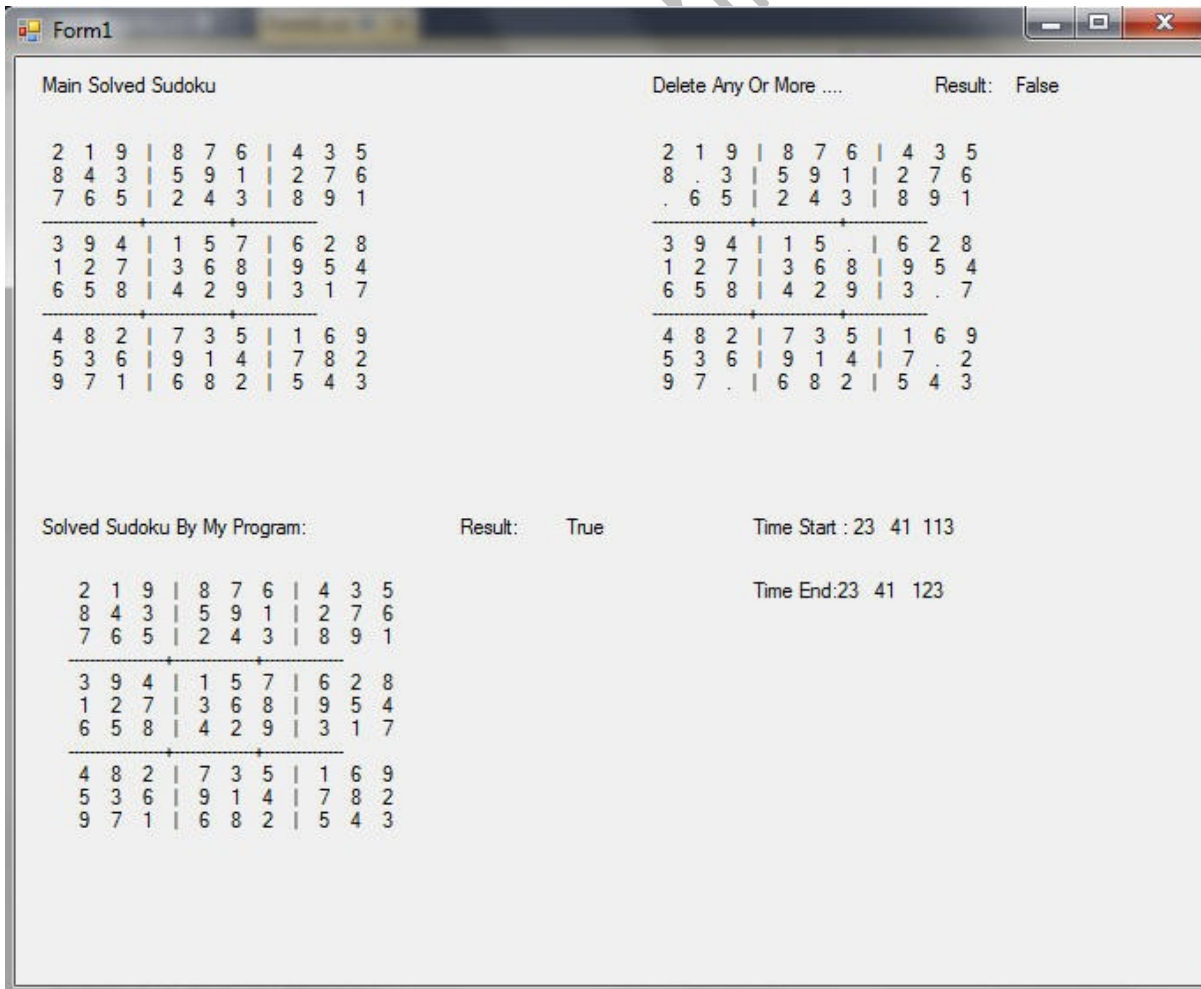 Form1
Main Solved Sudoku
2 1 9 | 8 7 6 | 4 3 5
8 4 3 | 5 9 1 | 2 7 6
7 6 5 | 2 4 3 | 8 9 1
3 9 4 | 1 5 7 | 6 2 8
1 2 7 | 3 6 8 | 9 5 4
6 5 8 | 4 2 9 | 3 1 7
4 8 2 | 7 3 5 | 1 6 9
5 3 6 | 9 1 4 | 7 8 2
9 7 1 | 6 8 2 | 5 4 3
Delete Any Or More .... Result: False
2 1 9 | 8 7 6 | 4 3 5
8 . 3 | 5 9 1 | 2 7 6
. 6 5 | 2 4 3 | 8 9 1
3 9 4 | 1 5 . | 6 2 8
1 2 7 | 3 6 8 | 9 5 4
6 5 8 | 4 2 9 | 3 . 7
4 8 2 | 7 3 5 | 1 6 9
5 3 6 | 9 1 4 | 7 . 2
9 7 . | 6 8 2 | 5 4 3
Solved Sudoku By My Program: Result: True
2 1 9 | 8 7 6 | 4 3 5
8 4 3 | 5 9 1 | 2 7 6
7 6 5 | 2 4 3 | 8 9 1
3 9 4 | 1 5 7 | 6 2 8
1 2 7 | 3 6 8 | 9 5 4
6 5 8 | 4 2 9 | 3 1 7
4 8 2 | 7 3 5 | 1 6 9
5 3 6 | 9 1 4 | 7 8 2
9 7 1 | 6 8 2 | 5 4 3
Time Start : 23 41 113
Time End:23 41 123